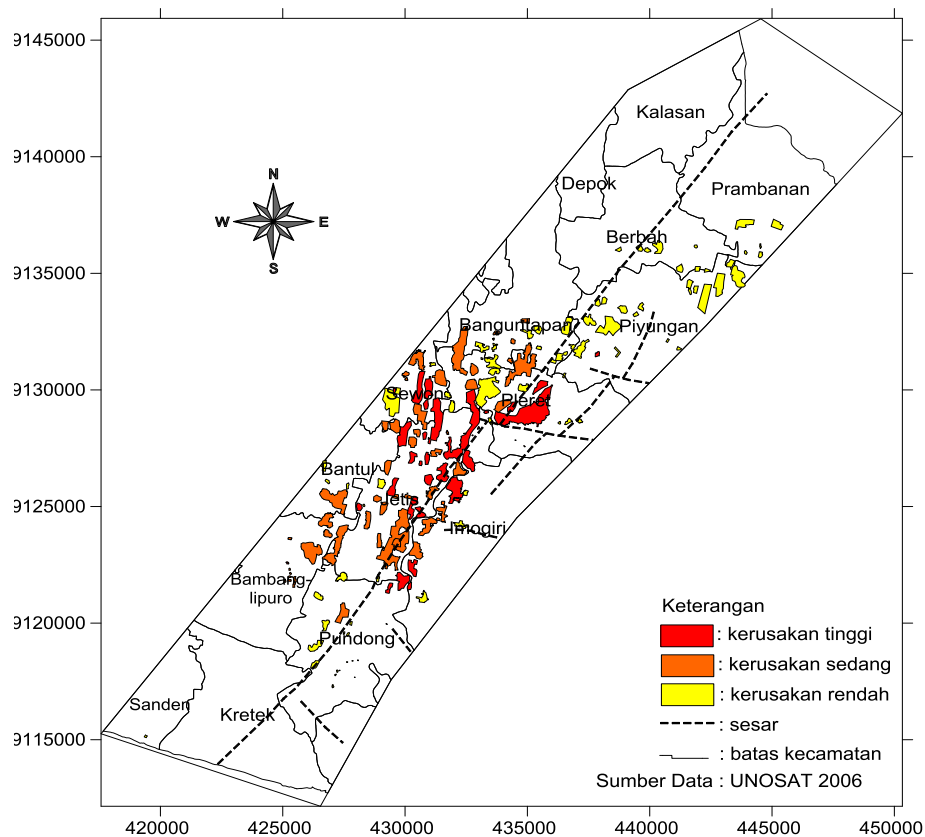 9145000
9140000
9135000
9130000
9125000
9120000
9115000
420000
425000
430000
435000
440000
445000
450000
N
W
E
S
Kalasan
Depok
Prambanan
Berbah
Banguntapan
Piyungan
Sewon
Pleret
Bantul
Jetis
Imogiri
Bambang-
lipuro
Pundong
Sanden
Kretek
Keterangan
: kerusakan tinggi
: kerusakan sedang
: kerusakan rendah
: sesar
: batas kecamatan
Sumber Data : UNOSAT 2006